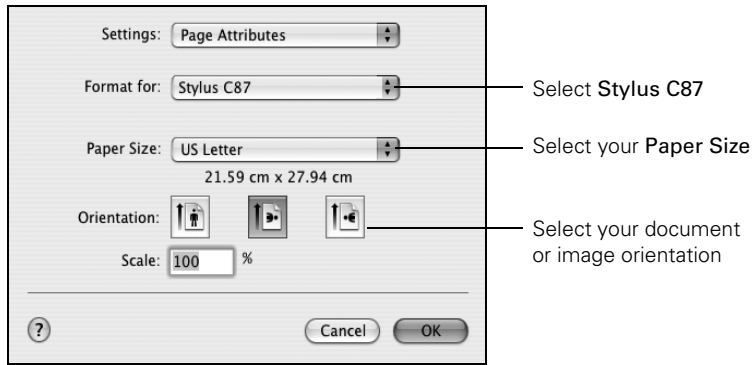 Settings: Page Attributes
Format for: Stylus C87
Select Stylus C87
Paper Size: US Letter
Select your Paper Size
21.59 cm x 27.94 cm
Orientation:
Select your document
or image orientation
Scale: 100 %
? Cancel OK